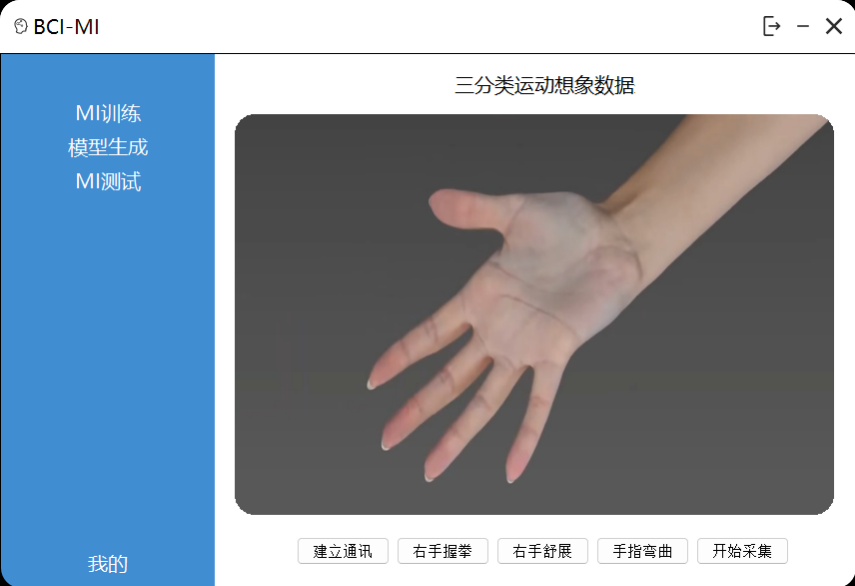 BCI-MI
三分类运动想象数据
MI训练
模型生成
MI测试
我的
建立通讯 右手握拳 右手舒展 手指弯曲 开始采集